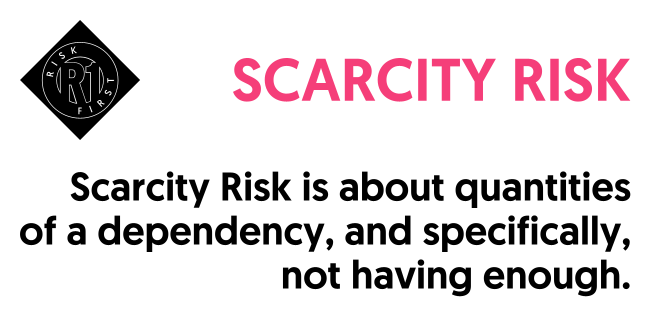 RISK
R1
FIRST
SCARCITY RISK
Scarcity Risk is about quantities
of a dependency, and specifically,
not having enough.